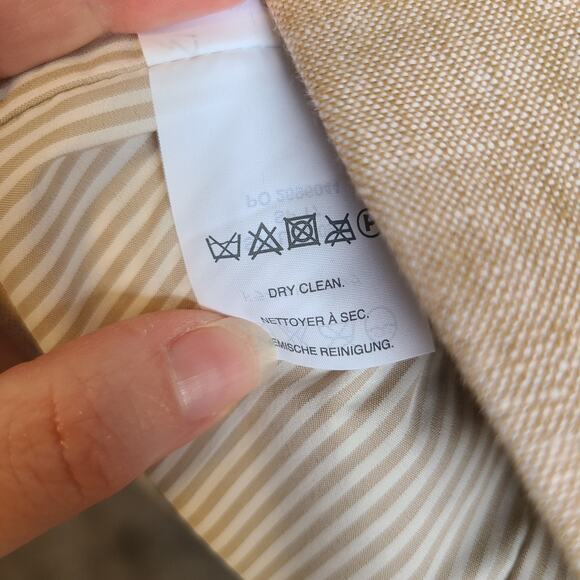 DRY CLEAN.
NETTOYER À SEC.
EMISCHE REINIGUNG.